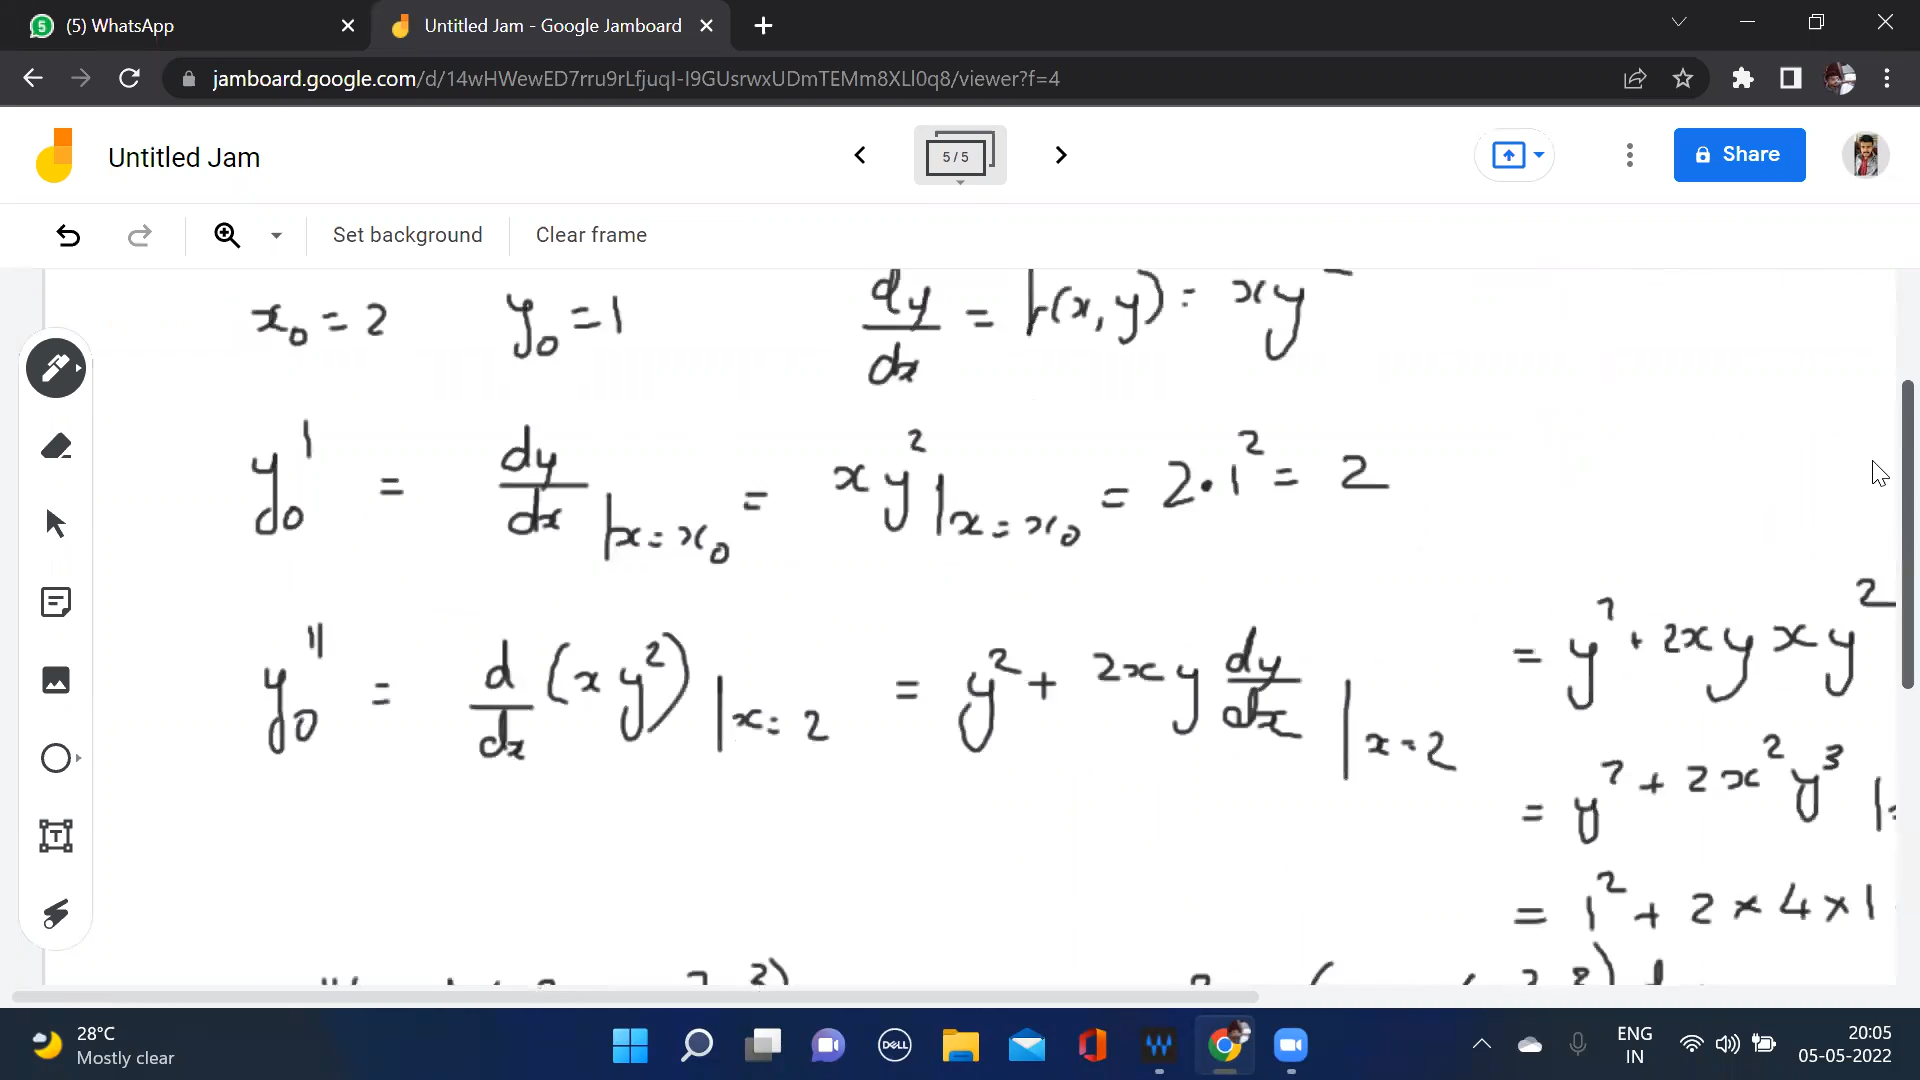 (5) WhatsApp
Untitled Jam - Google Jamboard
jamboard.google.com/d/14wHWewED7rru9rLfjuqI-I9GUsrwxUDmTEMm8XLl0q8/viewer?f=4
Untitled Jam
5 / 5
Share
Set background
Clear frame
x₀ = 2 y₀ = 1 dy/dx = f(x, y) = xy
y₀' = dy/dx |x=x₀ = xy² |x=x₀ = 2·1² = 2
y₀'' = d/dx (xy²) |x=2 = y² + 2xy dy/dx |x=2
= y² + 2xy xy²
= y² + 2x²y³ |
= 1² + 2 × 4 × 1
28°C
Mostly clear
DELL
ENG
IN
20:05
05-05-2022